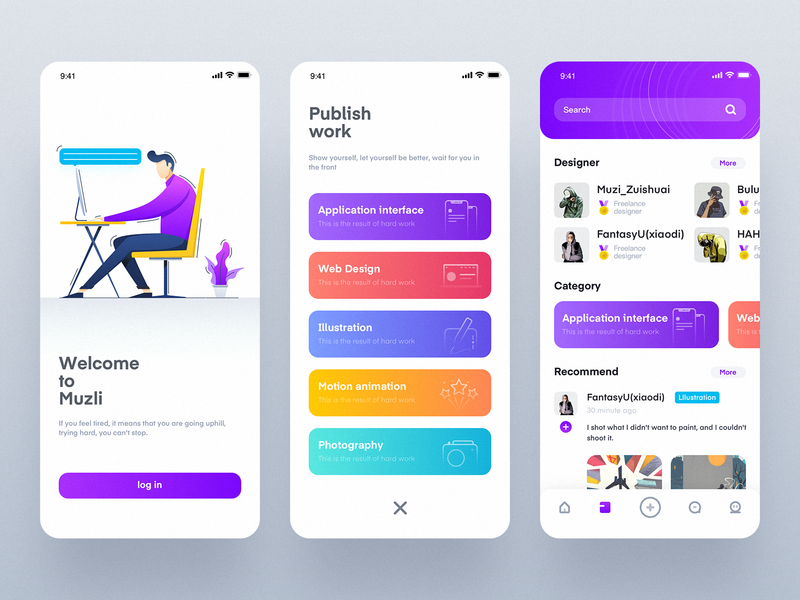 9:41
Welcome
to
Muzli
If you feel tired, it means that you are going uphill,
trying hard, you can't stop.
log in
9:41
Publish
work
Show yourself, let yourself be better, wait for you in
the front
Application interface
This is the result of hard work
Web Design
This is the result of hard work
Illustration
This is the result of hard work
Motion animation
This is the result of hard work
Photography
This is the result of hard work
9:41
Search
Designer
More
Muzi_Zuishuai
Freelance
designer
Bulu
F
d
FantasyU(xiaodi)
Freelance
designer
HAH
F
d
Category
Application interface
This is the result of hard work
Web
This is
Recommend
More
FantasyU(xiaodi)
Lllustration
30 minute ago
I shot what I didn't want to paint, and I couldn't
shoot it.